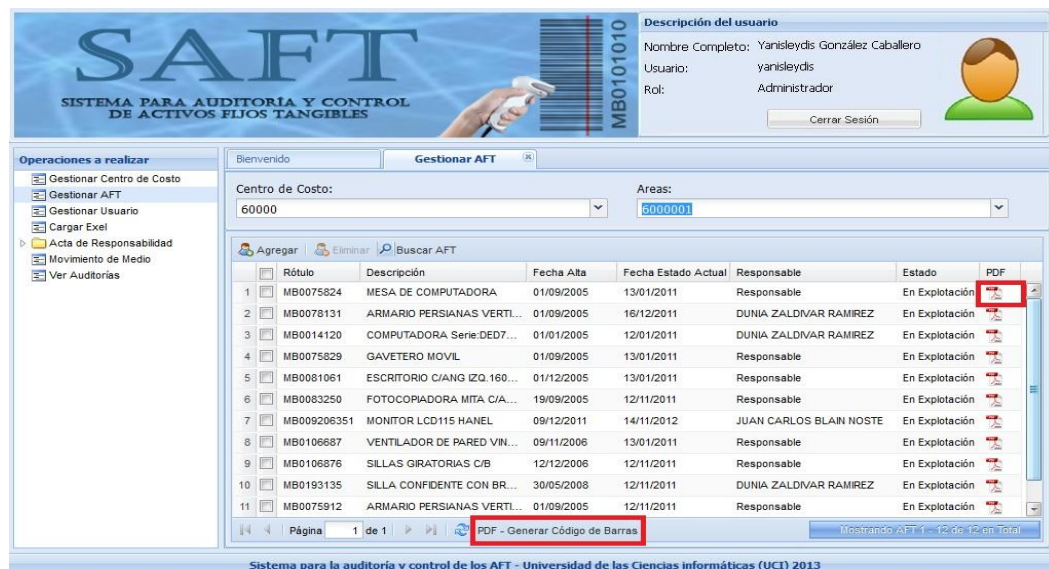 SAFT
SISTEMA PARA AUDITORÍA Y CONTROL
DE ACTIVOS FIJOS TANGIBLES
MB0101010
Descripción del usuario
Nombre Completo: Yanisleydis González Caballero
Usuario: yanisleydis
Rol: Administrador
Cerrar Sesión
Operaciones a realizar
Gestionar Centro de Costo
Gestionar AFT
Gestionar Usuario
Cargar Exel
Acta de Responsabilidad
Movimiento de Medio
Ver Auditorías
Bienvenido Gestionar AFT
Centro de Costo: Areas:
60000 6000001
Agregar Eliminar Buscar AFT
Rótulo Descripción Fecha Alta Fecha Estado Actual Responsable Estado PDF
1 MB0075824 MESA DE COMPUTADORA 01/09/2005 13/01/2011 Responsable En Explotación
2 MB0078131 ARMARIO PERSIANAS VERTI... 01/09/2005 16/12/2011 DUNIA ZALDIVAR RAMIREZ En Explotación
3 MB0014120 COMPUTADORA Serie:DED7... 01/01/2005 12/01/2011 DUNIA ZALDIVAR RAMIREZ En Explotación
4 MB0075829 GAVETERO MOVIL 01/09/2005 13/01/2011 Responsable En Explotación
5 MB0081061 ESCRITORIO C/ANG IZQ.160... 01/12/2005 13/01/2011 Responsable En Explotación
6 MB0083250 FOTOCOPIADORA MITA C/A... 19/09/2005 12/11/2011 Responsable En Explotación
7 MB009206351 MONITOR LCD115 HANEL 09/12/2011 14/11/2012 JUAN CARLOS BLAIN NOSTE En Explotación
8 MB0106687 VENTILADOR DE PARED VIN... 09/11/2006 13/01/2011 Responsable En Explotación
9 MB0106876 SILLAS GIRATORIAS C/B 12/12/2006 12/11/2011 Responsable En Explotación
10 MB0193135 SILLA CONFIDENTE CON BR... 30/05/2008 12/11/2011 DUNIA ZALDIVAR RAMIREZ En Explotación
11 MB0075912 ARMARIO PERSIANAS VERTI... 01/09/2005 12/11/2011 Responsable En Explotación
Página 1 de 1 PDF - Generar Código de Barras Mostrando AFT 1 - 12 de 12 en Total
Sistema para la auditoría y control de los AFT - Universidad de las Ciencias informáticas (UCI) 2013